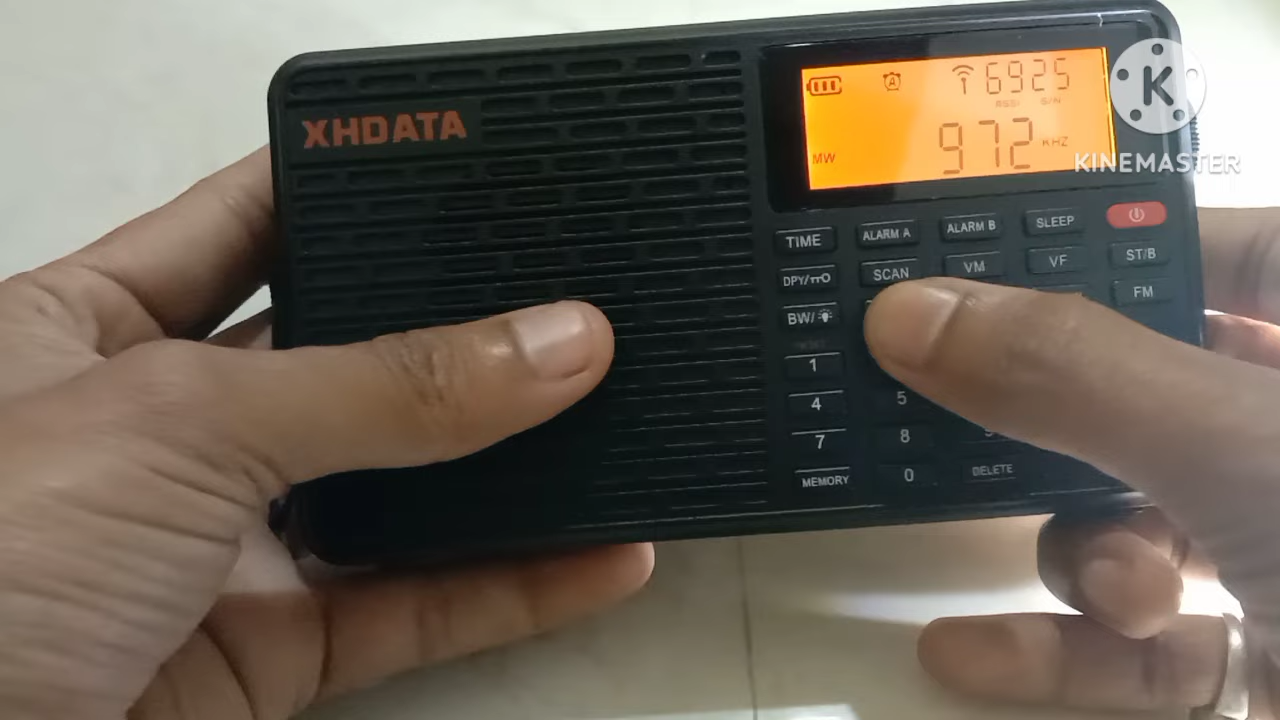 XHDATA
6925
RSSI S/N
972 KHZ
MW
K
KINEMASTER
TIME ALARM A ALARM B SLEEP
DPY/ SCAN VM VF ST/B
BW/ FM
1
4 5
7 8
MEMORY 0 DELETE